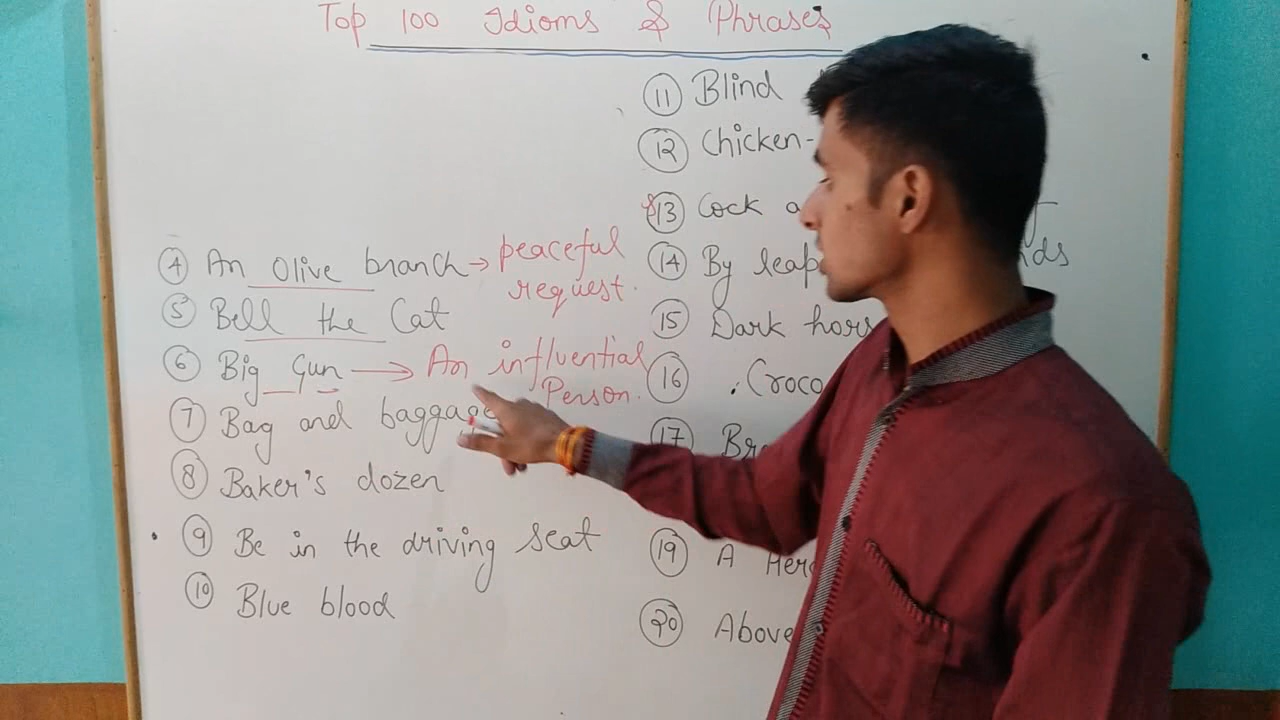 Top 100 Idioms & Phrases
④ An Olive branch → peaceful
request.
⑤ Bell the Cat
⑥ Big Gun → An influential
Person.
⑦ Bag and baggage
⑧ Baker's dozen
⑨ Be in the driving seat
⑩ Blue blood
⑪ Blind
⑫ Chicken-
⑬ Cock a
⑭ By leap
⑮ Dark hors
⑯ Croco
⑰ Br
⑲ A Her
⑳ Above